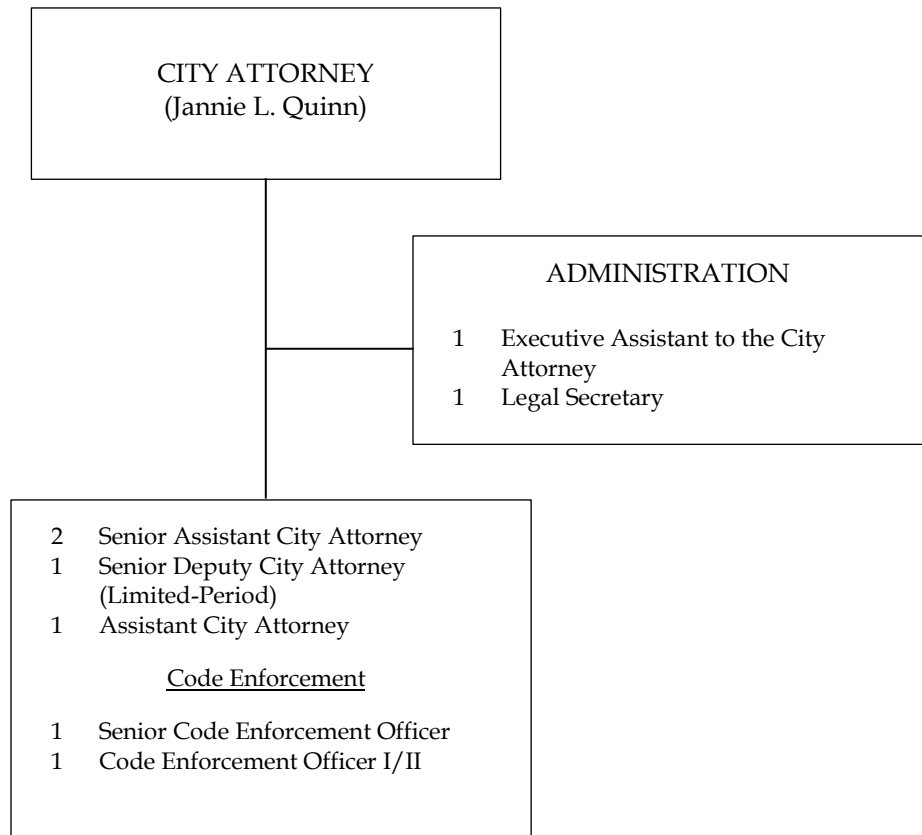 CITY ATTORNEY
(Jannie L. Quinn)
ADMINISTRATION
1 Executive Assistant to the City
Attorney
1 Legal Secretary
2 Senior Assistant City Attorney
1 Senior Deputy City Attorney
(Limited-Period)
1 Assistant City Attorney
Code Enforcement
1 Senior Code Enforcement Officer
1 Code Enforcement Officer I/II